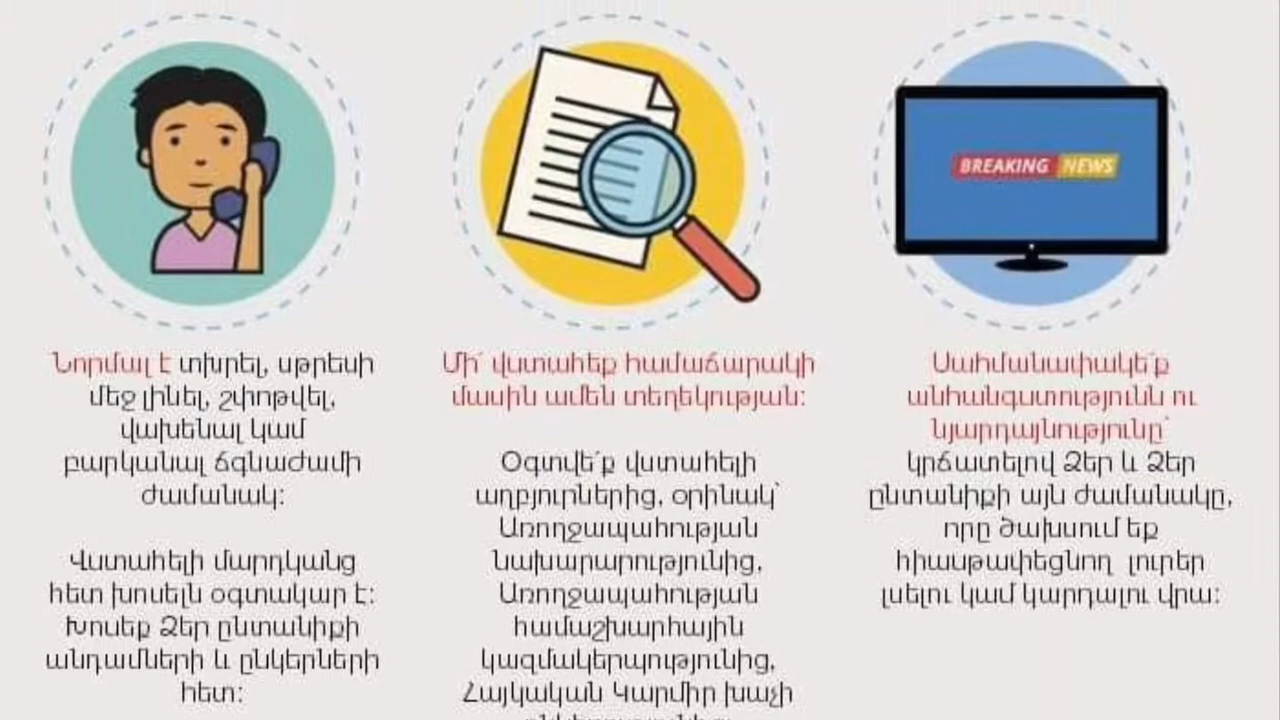 Նորմալ է տխրել, սթրեսի
մեջ լինել, շփոթվել,
վախենալ կամ
բարկանալ ճգնաժամի
ժամանակ:
Վստահելի մարդկանց
հետ խոսելն օգտակար է:
Խոսեք Ձեր ընտանիքի
անդամների և ընկերների
հետ:
Մի՛ վստահեք համաճարակի
մասին ամեն տեղեկության:
Օգտվե՛ք վստահելի
աղբյուրներից, օրինակ՝
Առողջապահության
նախարարությունից,
Առողջապահության
համաշխարհային
կազմակերպությունից,
Հայկական Կարմիր խաչի
BREAKING NEWS
Սահմանափակե՛ք
անհանգստությունն ու
նյարդայնությունը՝
կրճատելով Ձեր և Ձեր
ընտանիքի այն ժամանակը,
որը ծախսում եք
հիասթափեցնող լուրեր
լսելու կամ կարդալու վրա: